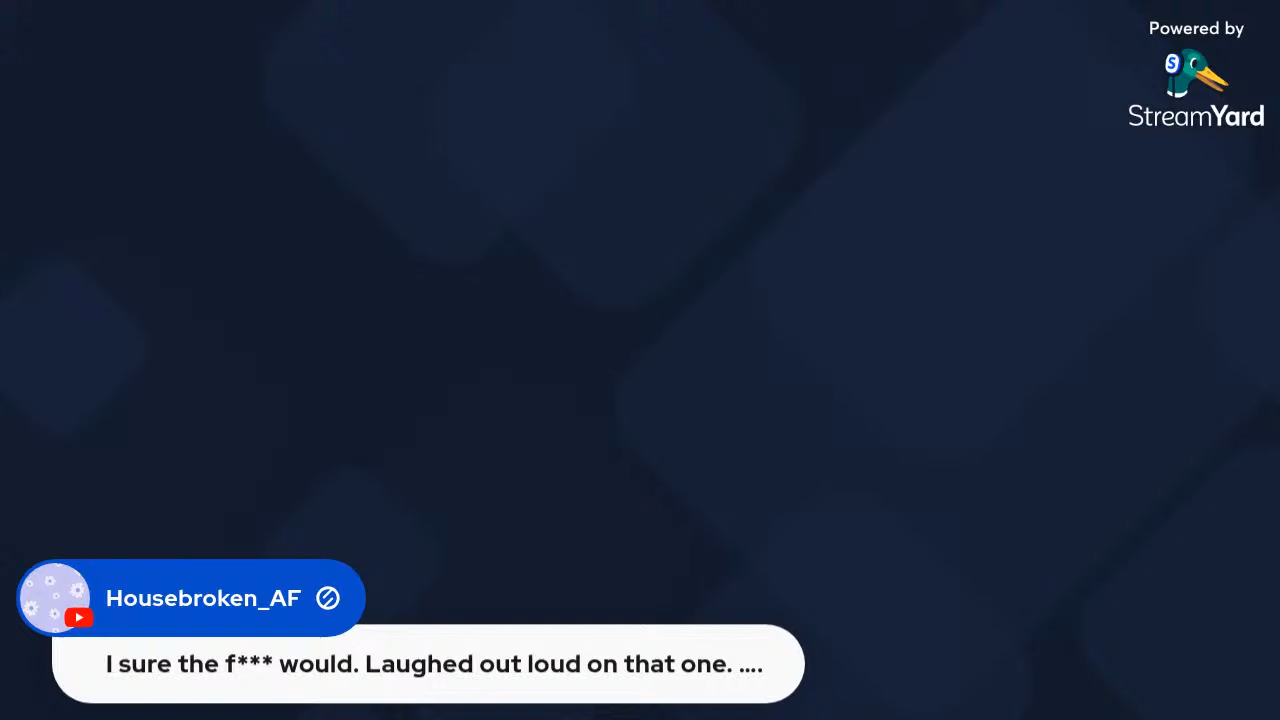 Powered by
S
StreamYard
Housebroken_AF
I sure the f*** would. Laughed out loud on that one. ....